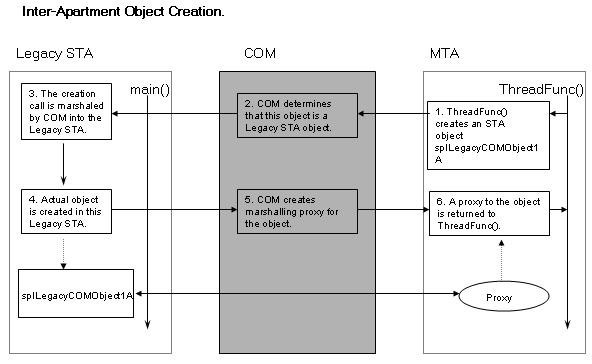 Inter-Apartment Object Creation.
Legacy STA
COM
MTA
main()
ThreadFunc()
3. The creation
call is marshaled
by COM into the
Legacy STA.
2. COM determines
that this object is a
Legacy STA object.
1. ThreadFunc()
creates an STA
object
spILegacyCOMObject1
A
4. Actual object
is created in this
Legacy STA.
5. COM creates
marshalling proxy for
the object.
6. A proxy to the object
is returned to
ThreadFunc().
spILegacyCOMObject1A
Proxy